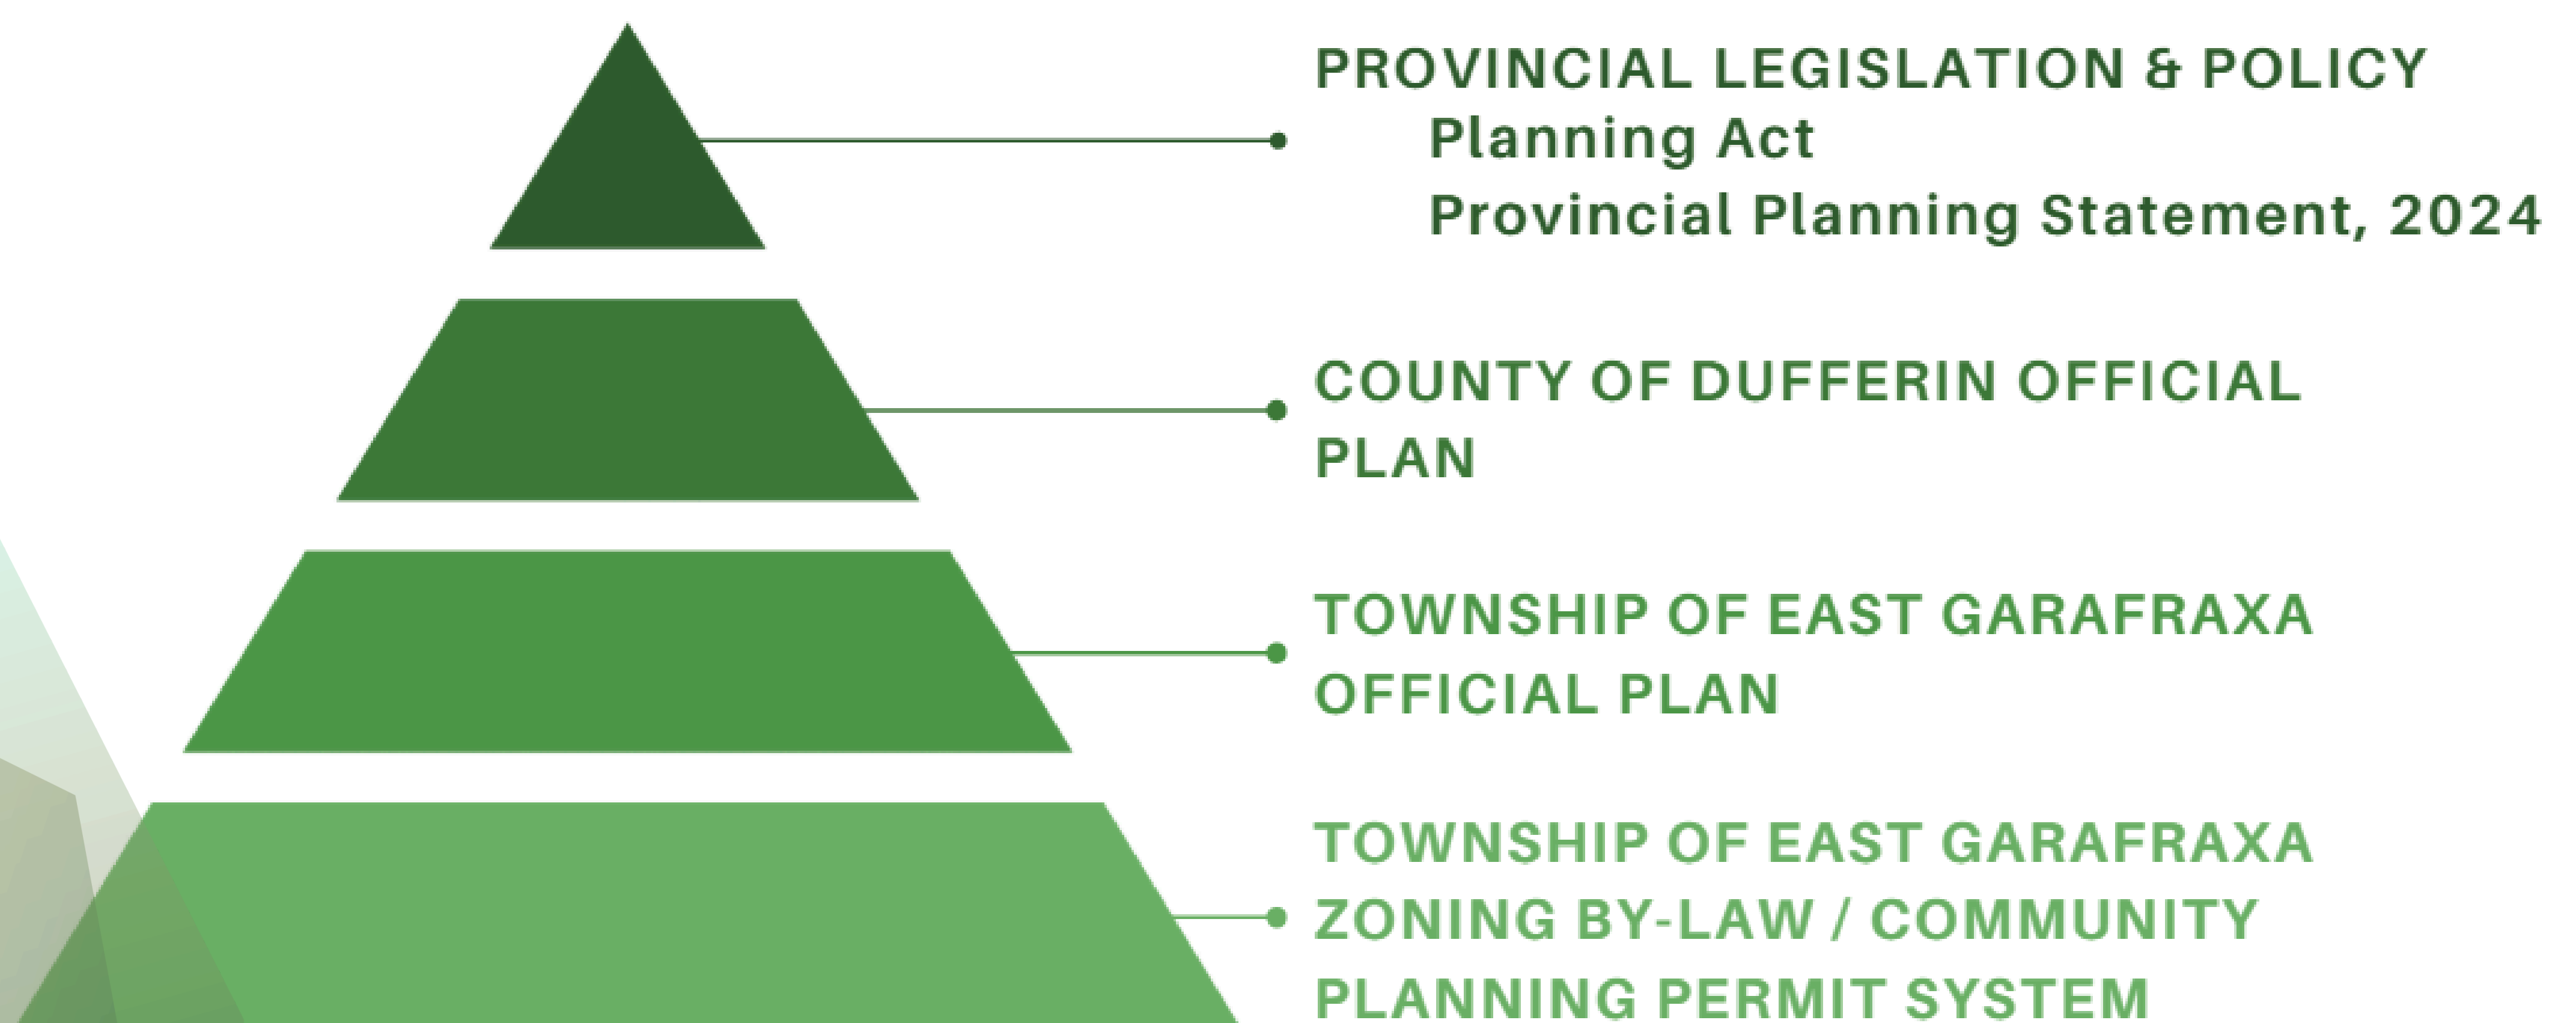 PROVINCIAL LEGISLATION & POLICY
Planning Act
Provincial Planning Statement, 2024
COUNTY OF DUFFERIN OFFICIAL
PLAN
TOWNSHIP OF EAST GARAFRAXA
OFFICIAL PLAN
TOWNSHIP OF EAST GARAFRAXA
ZONING BY-LAW / COMMUNITY
PLANNING PERMIT SYSTEM